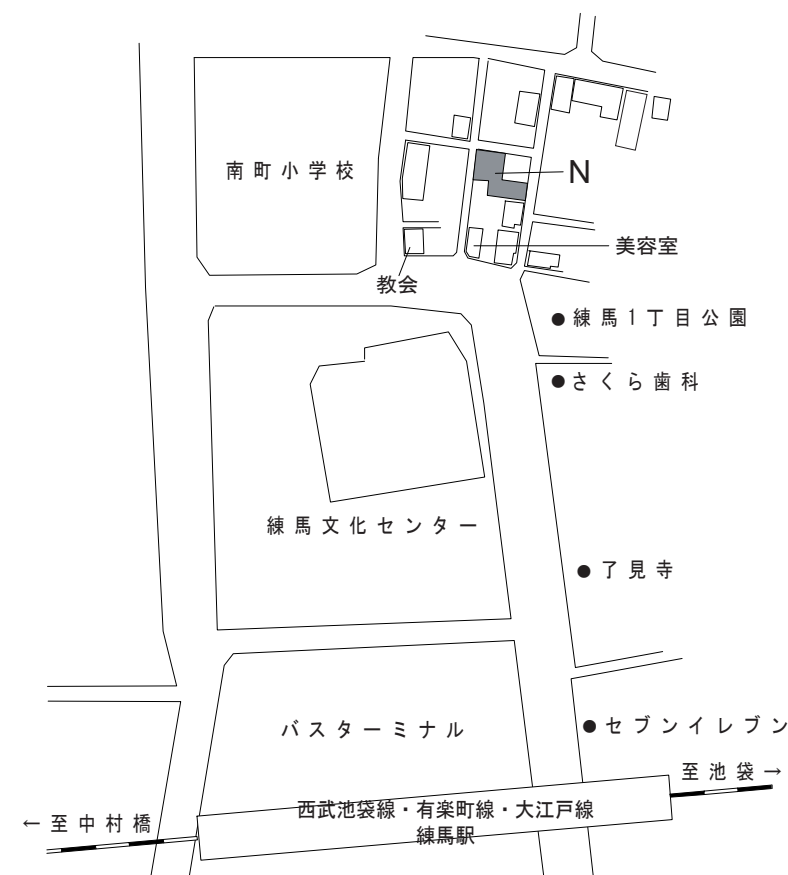 南町小学校
N
美容室
教会
●練馬1丁目公園
●さくら歯科
練馬文化センター
●了見寺
バスターミナル
●セブンイレブン
至池袋→
西武池袋線・有楽町線・大江戸線
練馬駅
←至中村橋